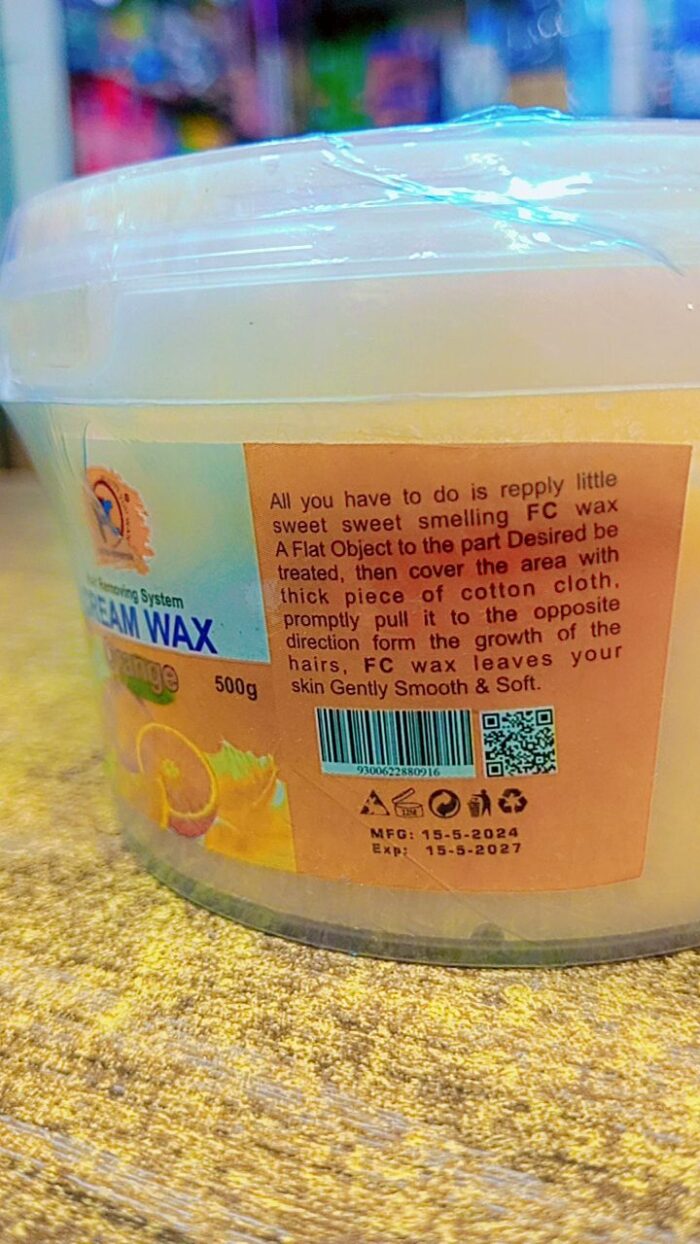 Removing System
CREAM WAX
Orange
500g
All you have to do is repply little
sweet sweet smelling FC wax
A Flat Object to the part Desired be
treated, then cover the area with
thick piece of cotton cloth,
promptly pull it to the opposite
direction form the growth of the
hairs, FC wax leaves your
skin Gently Smooth & Soft.
9300622880916
12M
MFG: 15-5-2024
Exp: 15-5-2027